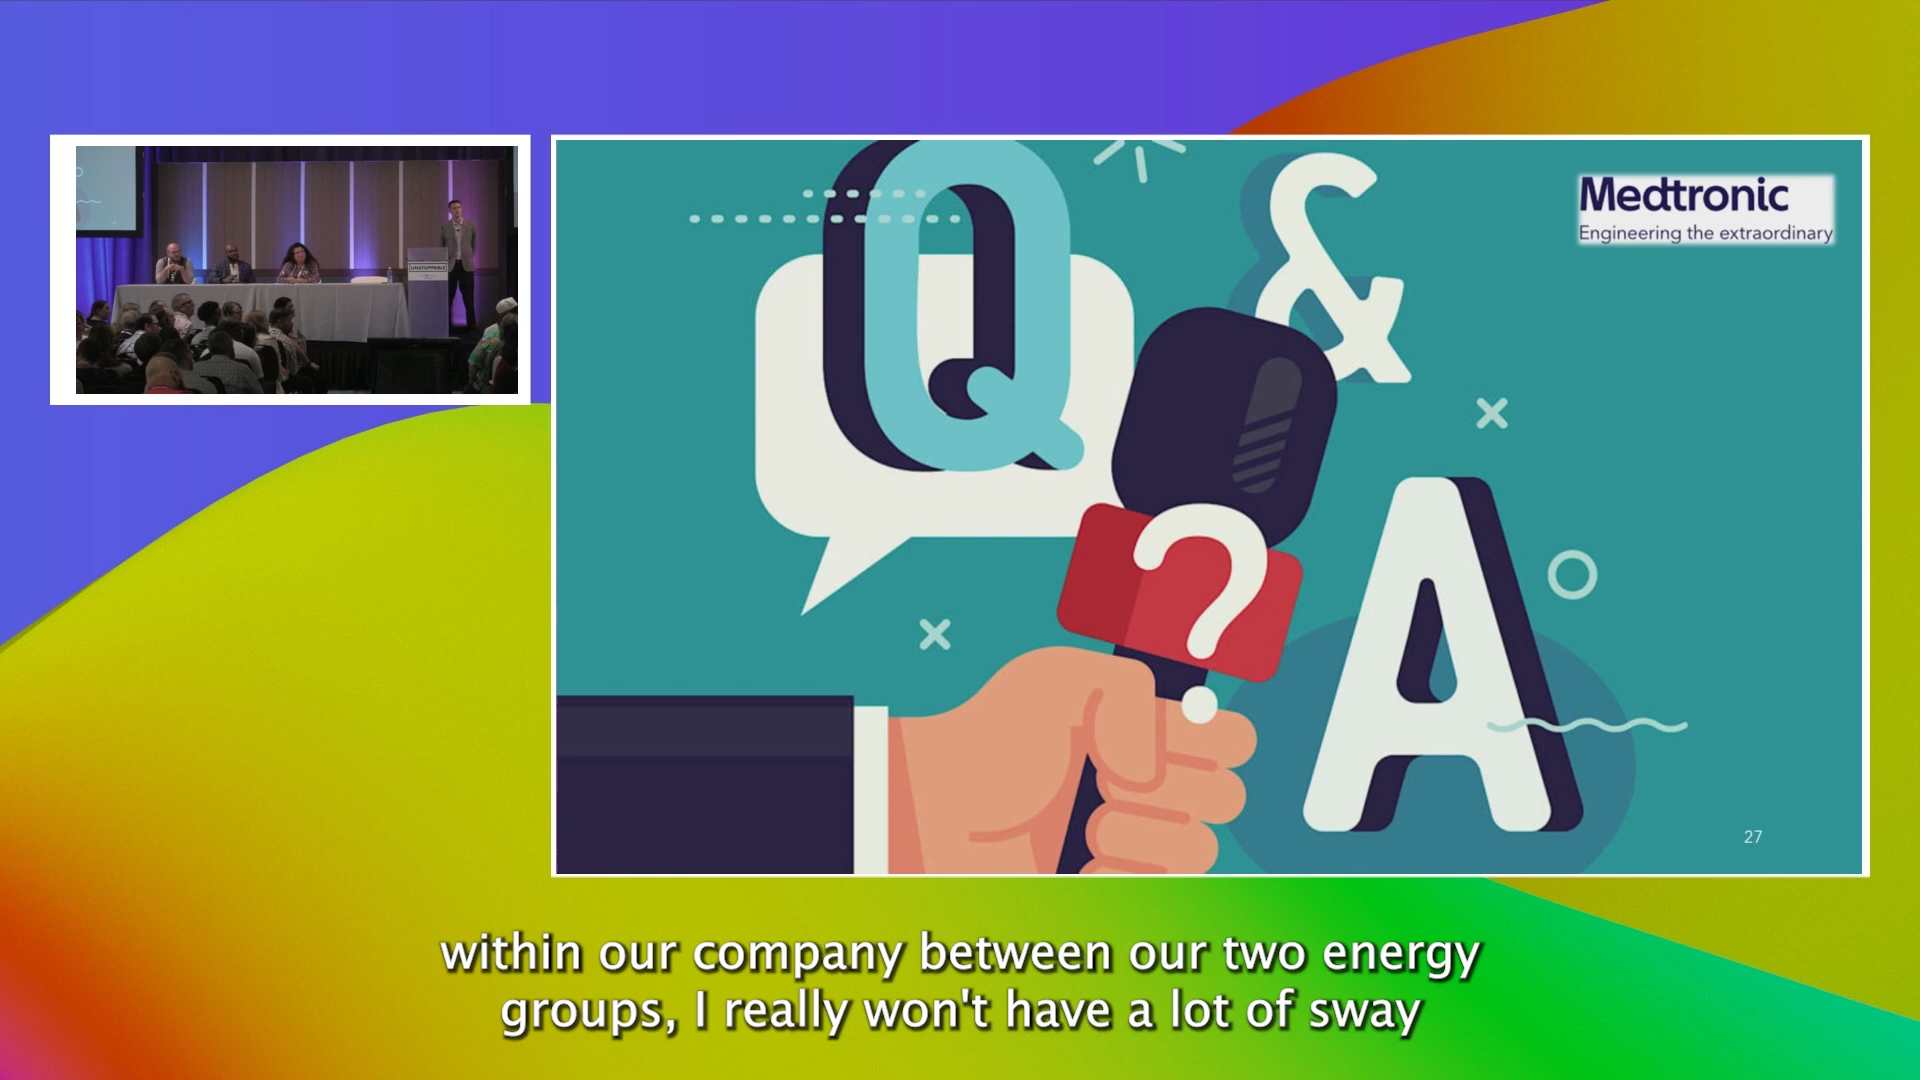 Q
&
?
A
Medtronic
Engineering the extraordinary
UNSTOPPABLE
27
within our company between our two energy
groups, I really won't have a lot of sway